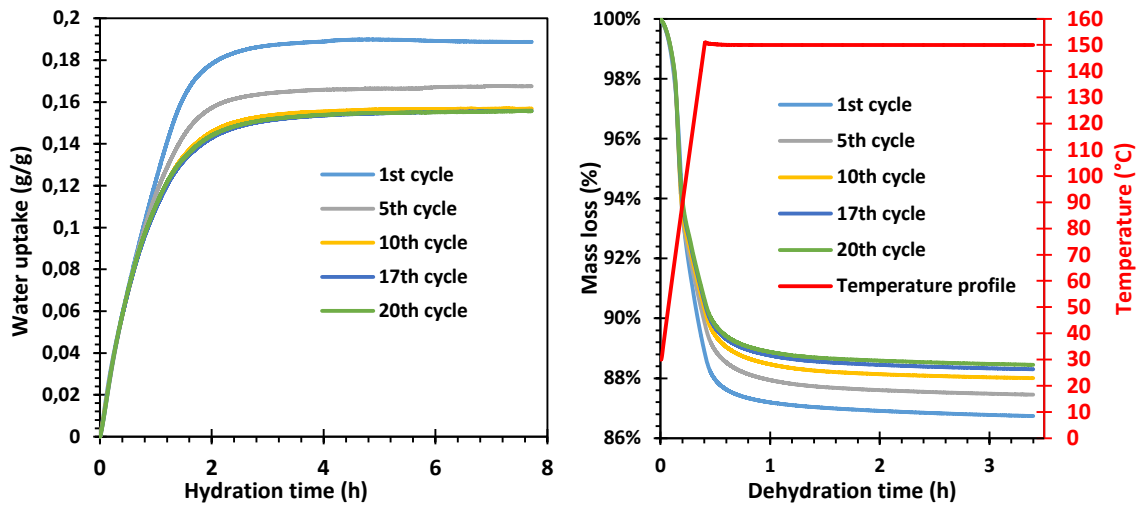 0,2
0,18
0,16
0,14
0,12
0,1
0,08
0,06
0,04
0,02
0
Water uptake (g/g)
1st cycle
5th cycle
10th cycle
17th cycle
20th cycle
0 2 4 6 8
Hydration time (h)
100%
98%
96%
94%
92%
90%
88%
86%
Mass loss (%)
1st cycle
5th cycle
10th cycle
17th cycle
20th cycle
Temperature profile
160
150
140
130
120
110
100
90
80
70
60
50
40
30
20
10
0
Temperature (°C)
0 1 2 3
Dehydration time (h)